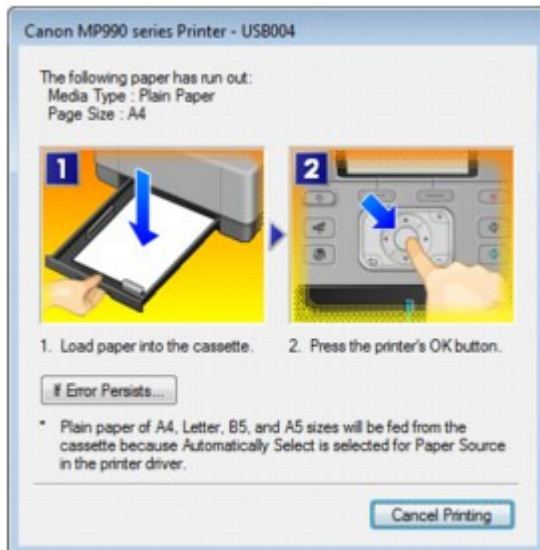 Canon MP990 series Printer - USB004
The following paper has run out:
Media Type : Plain Paper
Page Size : A4
1
2
1. Load paper into the cassette.
2. Press the printer's OK button.
If Error Persists...
* Plain paper of A4, Letter, B5, and A5 sizes will be fed from the
cassette because Automatically Select is selected for Paper Source
in the printer driver.
Cancel Printing